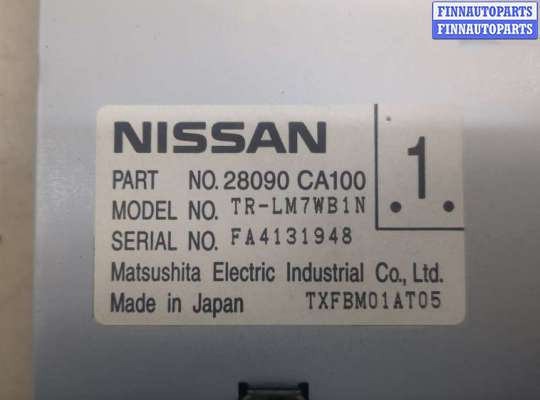 FINNAUTOPARTS
FINNAUTOPARTS
NISSAN
1
PART NO. 28090 CA100
MODEL NO. TR-LM7WB1N
SERIAL NO. FA4131948
Matsushita Electric Industrial Co., Ltd.
Made in Japan TXFBM01AT05